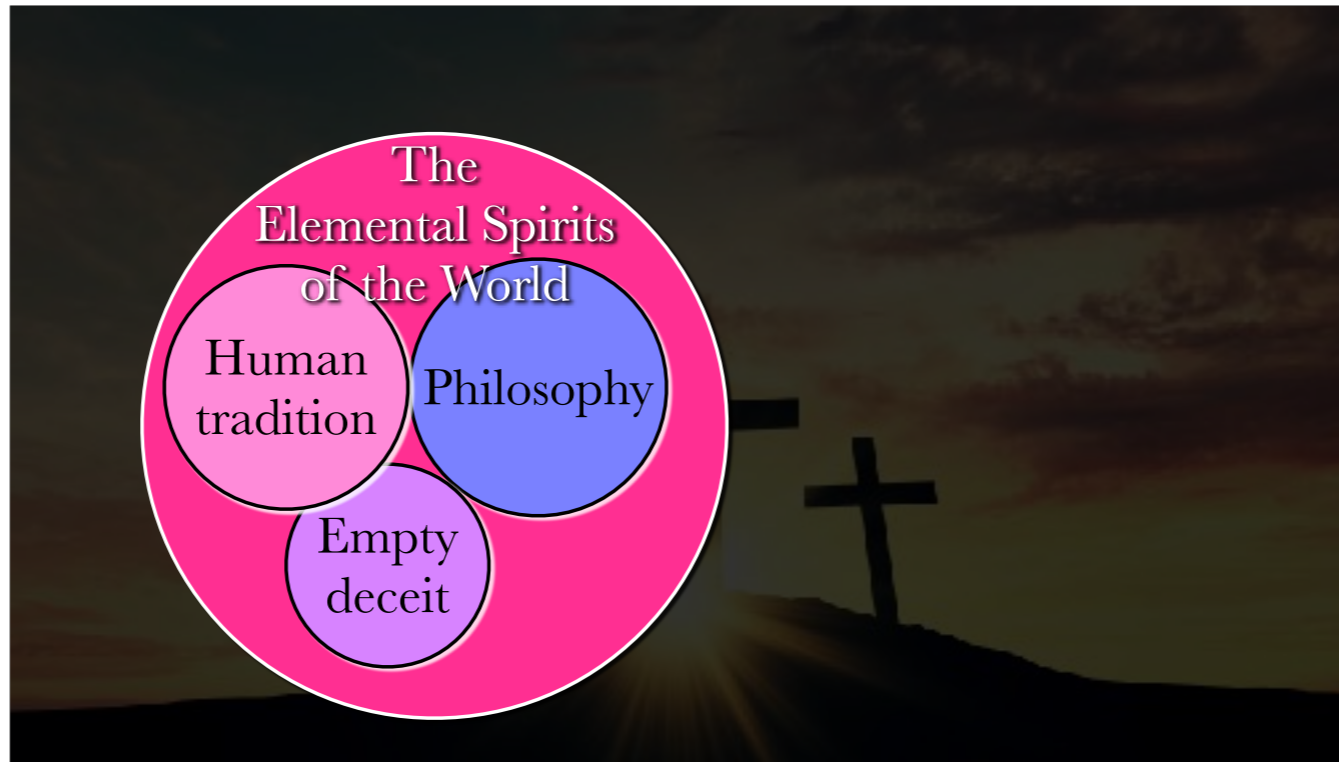 The
Elemental Spirits
of the World
Human
tradition
Philosophy
Empty
deceit